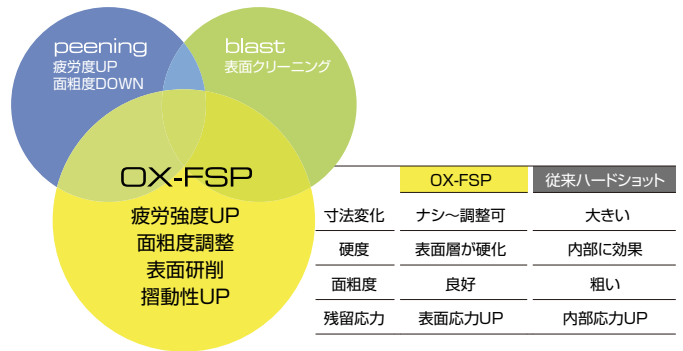 peening
疲労度UP
面粗度DOWN
blast
表面クリーニング
OX-FSP
疲労強度UP
面粗度調整
表面研削
摺動性UP
OX-FSP 従来ハードショット
寸法変化 ナシ〜調整可 大きい
硬度 表面層が硬化 内部に効果
面粗度 良好 粗い
残留応力 表面応力UP 内部応力UP